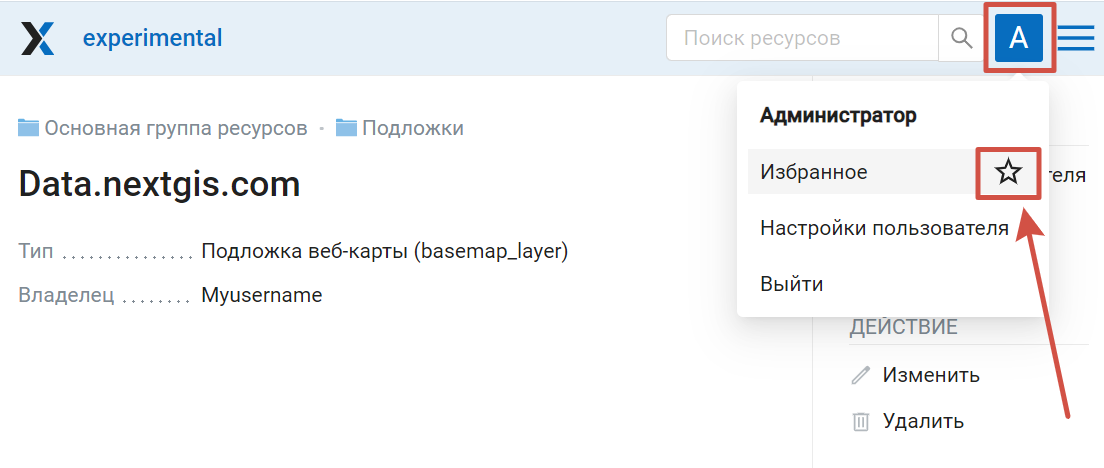 experimental
Поиск ресурсов
A
Администратор
Избранное
теля
Настройки пользователя
Выйти
Основная группа ресурсов • Подложки
Data.nextgis.com
Тип ............ Подложка веб-карты (basemap_layer)
Владелец ....... Myusername
ДЕЙСТВИЕ
Изменить
Удалить